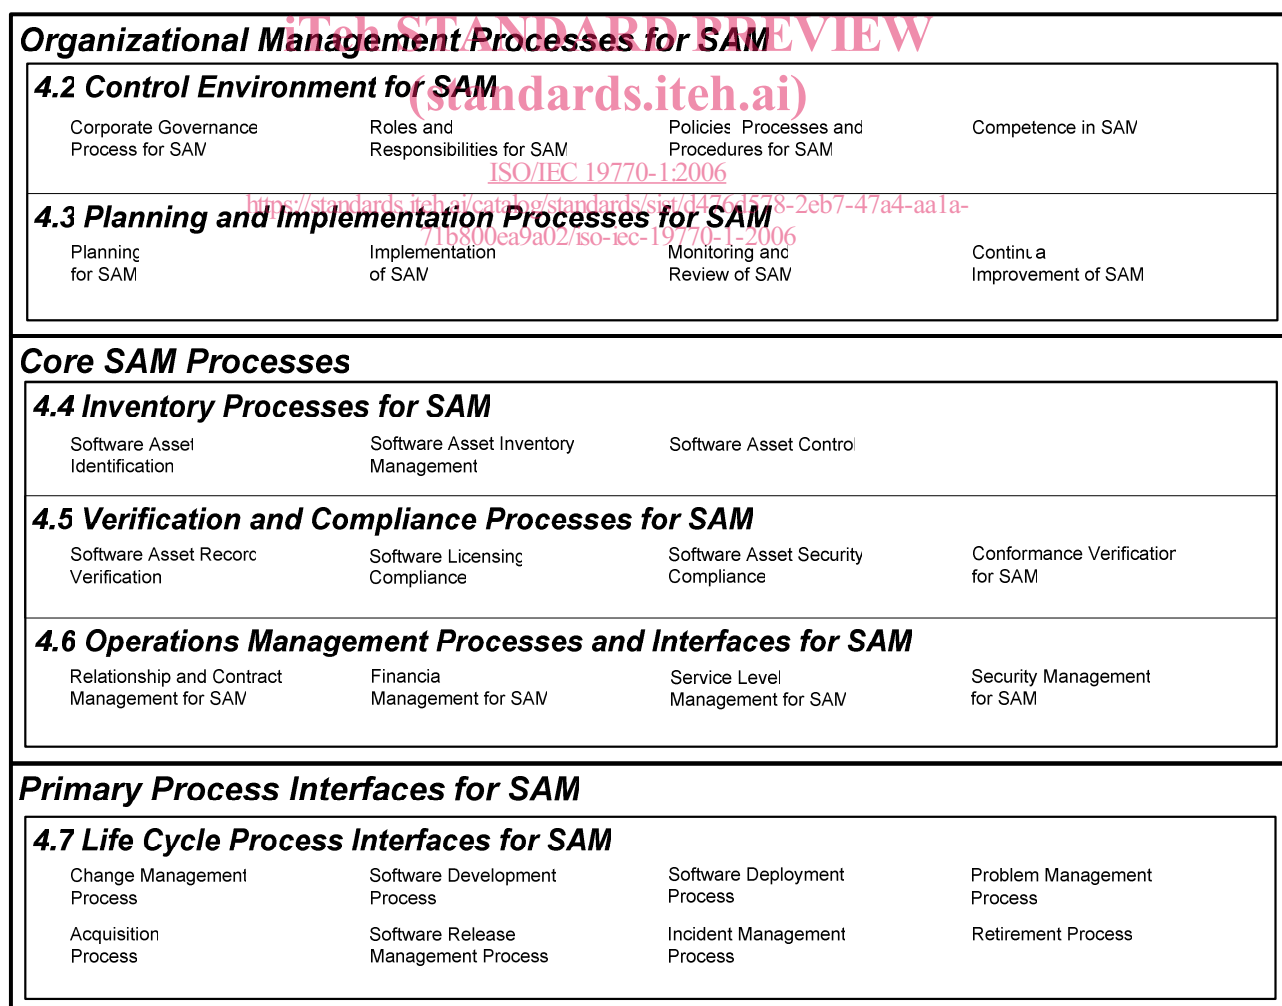 iTeh STANDARD PREVIEW
Organizational Management Processes for SAM
(standards.iteh.ai)
4.2 Control Environment for SAM
Corporate Governance
Process for SAM
Roles and
Responsibilities for SAM
Policies Processes and
Procedures for SAM
Competence in SAM
ISO/IEC 19770-1:2006
https://standards.iteh.ai/catalog/standards/sist/d476d578-2eb7-47a4-aa1a-
71b800ea9a02/iso-iec-19770-1-2006
4.3 Planning and Implementation Processes for SAM
Planning
for SAM
Implementation
of SAM
Monitoring and
Review of SAM
Continua
Improvement of SAM
Core SAM Processes
4.4 Inventory Processes for SAM
Software Asset
Identification
Software Asset Inventory
Management
Software Asset Control
4.5 Verification and Compliance Processes for SAM
Software Asset Record
Verification
Software Licensing
Compliance
Software Asset Security
Compliance
Conformance Verification
for SAM
4.6 Operations Management Processes and Interfaces for SAM
Relationship and Contract
Management for SAM
Financia
Management for SAM
Service Level
Management for SAM
Security Management
for SAM
Primary Process Interfaces for SAM
4.7 Life Cycle Process Interfaces for SAM
Change Management
Process
Software Development
Process
Software Deployment
Process
Problem Management
Process
Acquisition
Process
Software Release
Management Process
Incident Management
Process
Retirement Process